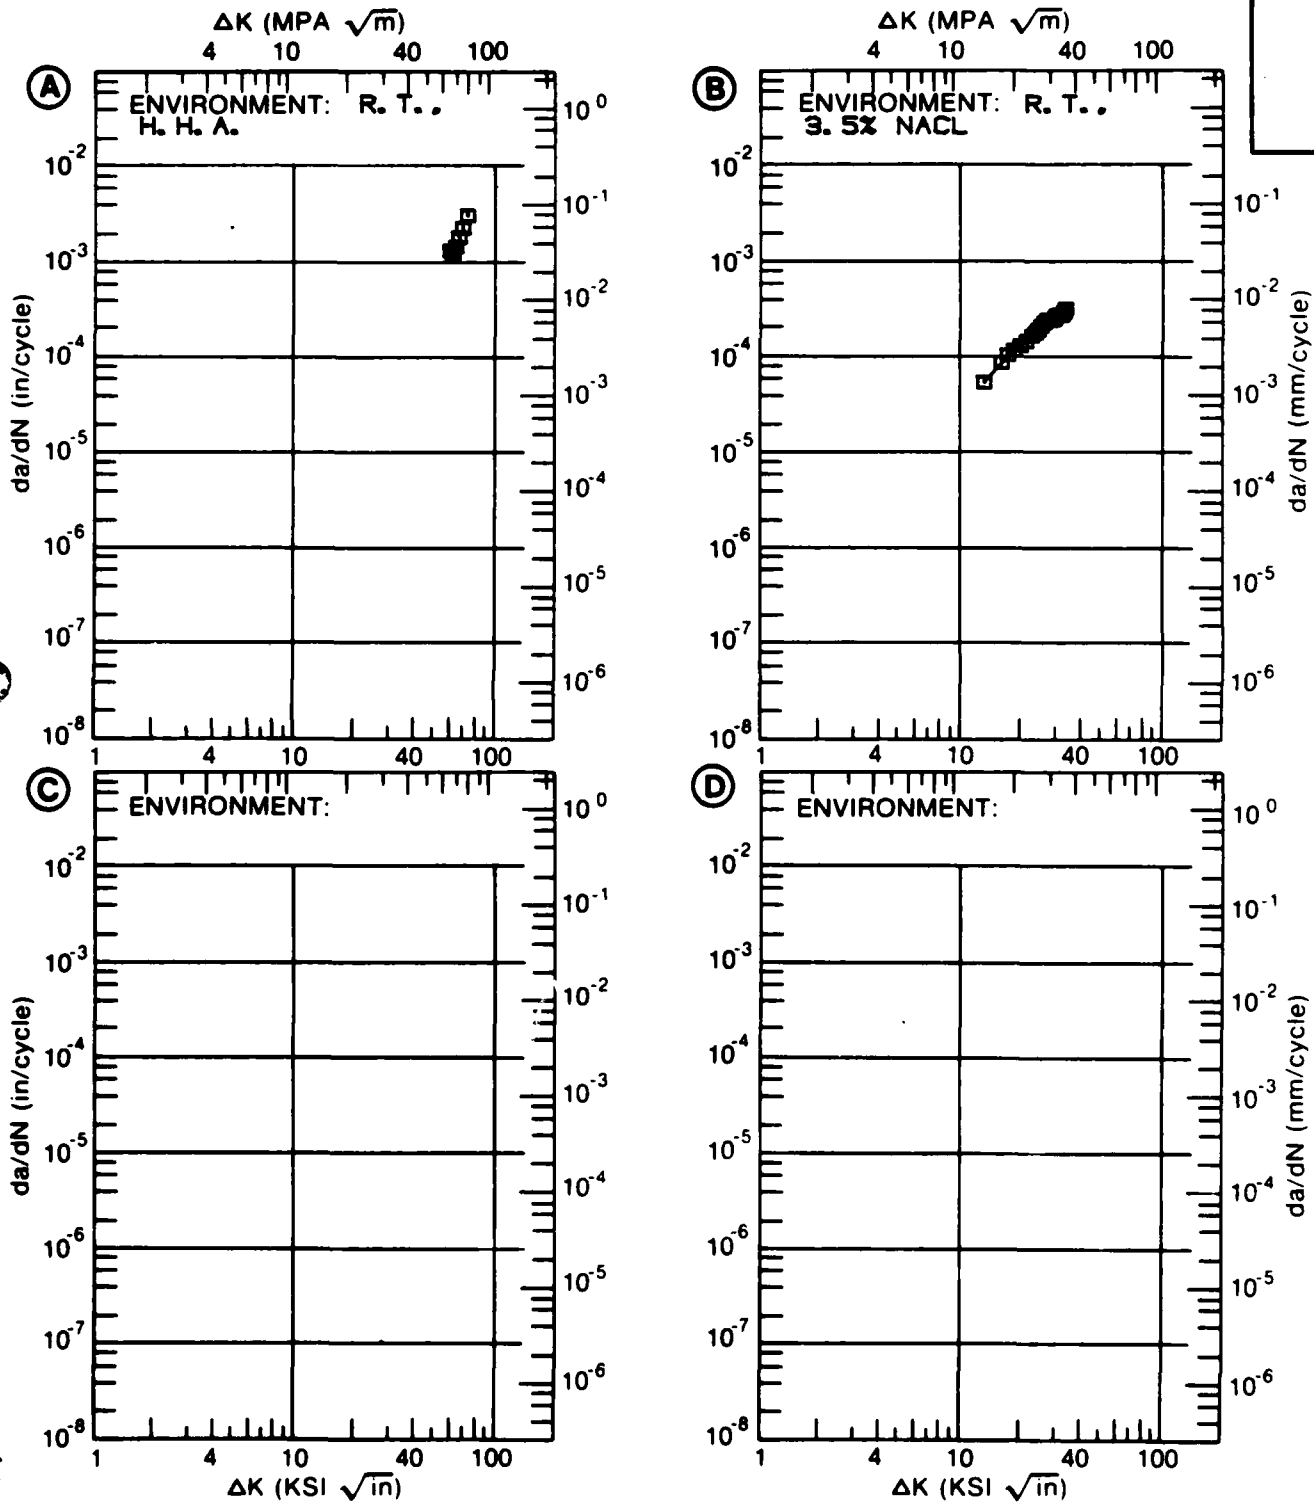 ΔK (MPA √m)
4 10 40 100
ΔK (MPA √m)
4 10 40 100
A
ENVIRONMENT: R. T.,
H. H. A.
da/dN (in/cycle)
10-2
10-3
10-4
10-5
10-6
10-7
10-8
10 0
10-1
10-2
10-3
10-4
10-5
10-6
1 4 10 40 100
B
ENVIRONMENT: R. T.,
3. 5% NACL
10-2
10-3
10-4
10-5
10-6
10-7
10-8
10-1
10-2
10-3
10-4
10-5
10-6
da/dN (mm/cycle)
1 4 10 40 100
C
ENVIRONMENT:
da/dN (in/cycle)
10-2
10-3
10-4
10-5
10-6
10-7
10-8
10 0
10-1
10-2
10-3
10-4
10-5
10-6
1 4 10 40 100
ΔK (KSI √in)
D
ENVIRONMENT:
10-2
10-3
10-4
10-5
10-6
10-7
10-8
10 0
10-1
10-2
10-3
10-4
10-5
10-6
da/dN (mm/cycle)
1 4 10 40 100
ΔK (KSI √in)